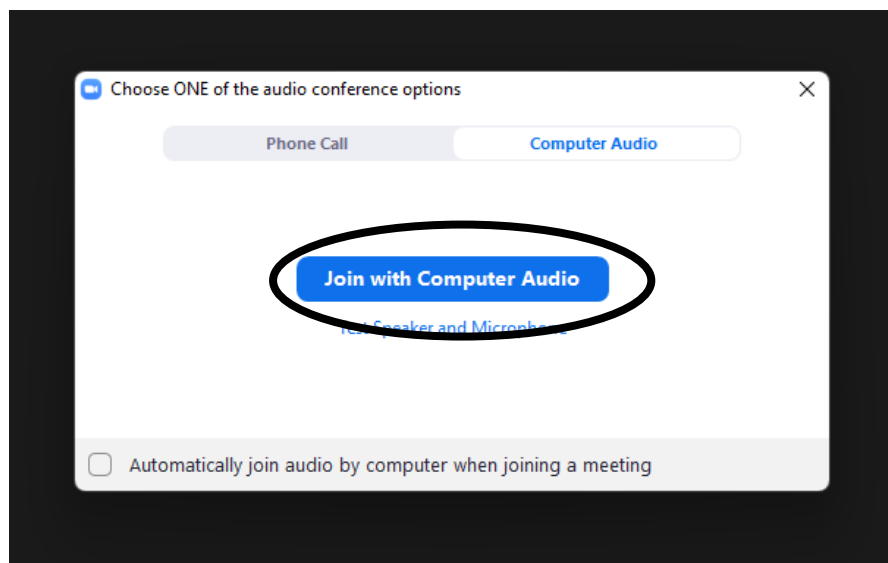 Choose ONE of the audio conference options
Phone Call
Computer Audio
Join with Computer Audio
Test Speaker and Microphone
Automatically join audio by computer when joining a meeting